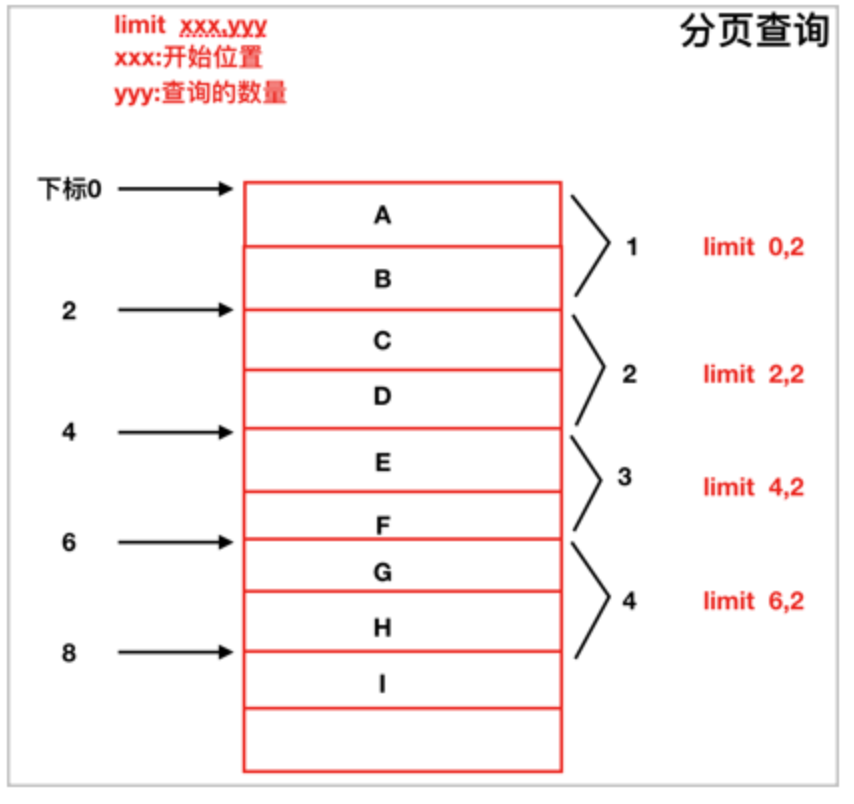 limit xxx,yyy
分页查询
xxx:开始位置
yyy:查询的数量
下标0
A
1
limit 0,2
B
2
C
2
limit 2,2
D
4
E
3
limit 4,2
F
6
G
4
limit 6,2
H
8
I